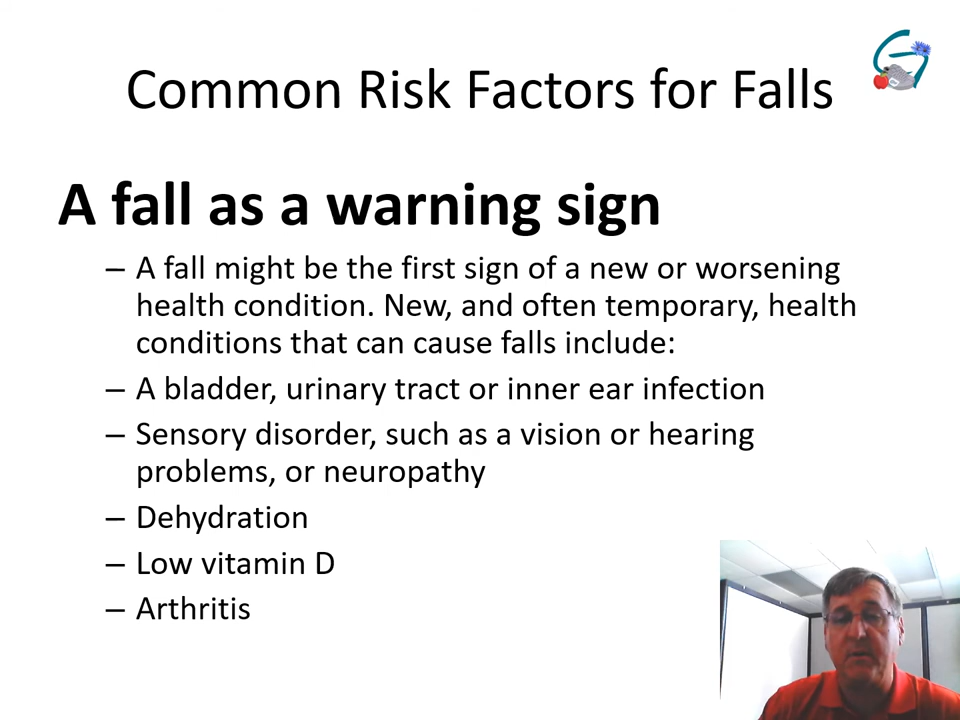 Common Risk Factors for Falls
A fall as a warning sign
– A fall might be the first sign of a new or worsening
health condition. New, and often temporary, health
conditions that can cause falls include:
– A bladder, urinary tract or inner ear infection
– Sensory disorder, such as a vision or hearing
problems, or neuropathy
– Dehydration
– Low vitamin D
– Arthritis